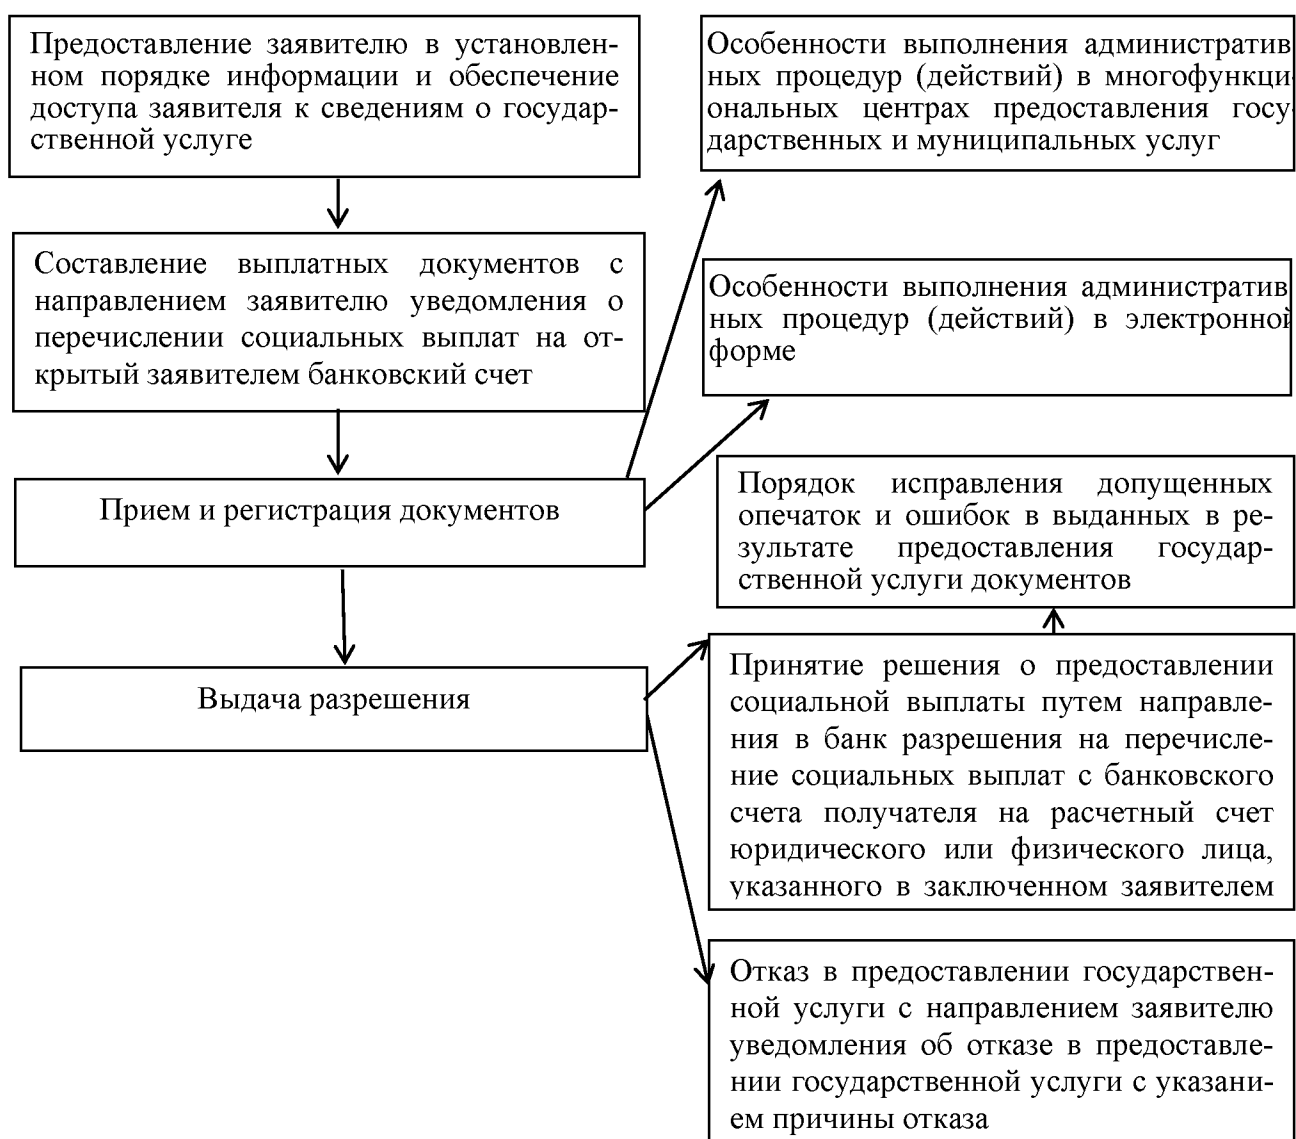 Предоставление заявителю в установлен-
ном порядке информации и обеспечение
доступа заявителя к сведениям о государ-
ственной услуге
Составление выплатных документов с
направлением заявителю уведомления о
перечислении социальных выплат на от-
крытый заявителем банковский счет
Прием и регистрация документов
Выдача разрешения
Особенности выполнения административ
ных процедур (действий) в многофункци-
ональных центрах предоставления госу-
дарственных и муниципальных услуг
Особенности выполнения административ
ных процедур (действий) в электронной
форме
Порядок исправления допущенных
опечаток и ошибок в выданных в ре-
зультате предоставления государ-
ственной услуги документов
Принятие решения о предоставлении
социальной выплаты путем направле-
ния в банк разрешения на перечисле-
ние социальных выплат с банковского
счета получателя на расчетный счет
юридического или физического лица,
указанного в заключенном заявителем
Отказ в предоставлении государствен-
ной услуги с направлением заявителю
уведомления об отказе в предоставле-
нии государственной услуги с указани-
ем причины отказа